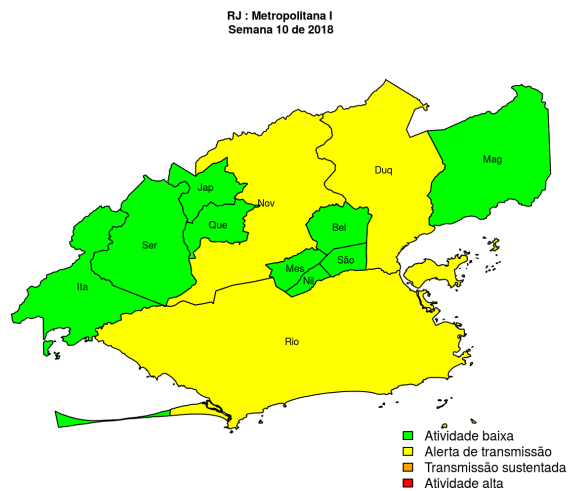 RJ : Metropolitana I
Semana 10 de 2018
Mag
Duq
Jap
Nov
Que
Bel
Ser
São
Mes
Nil
Ita
Rio
Atividade baixa
Alerta de transmissão
Transmissão sustentada
Atividade alta